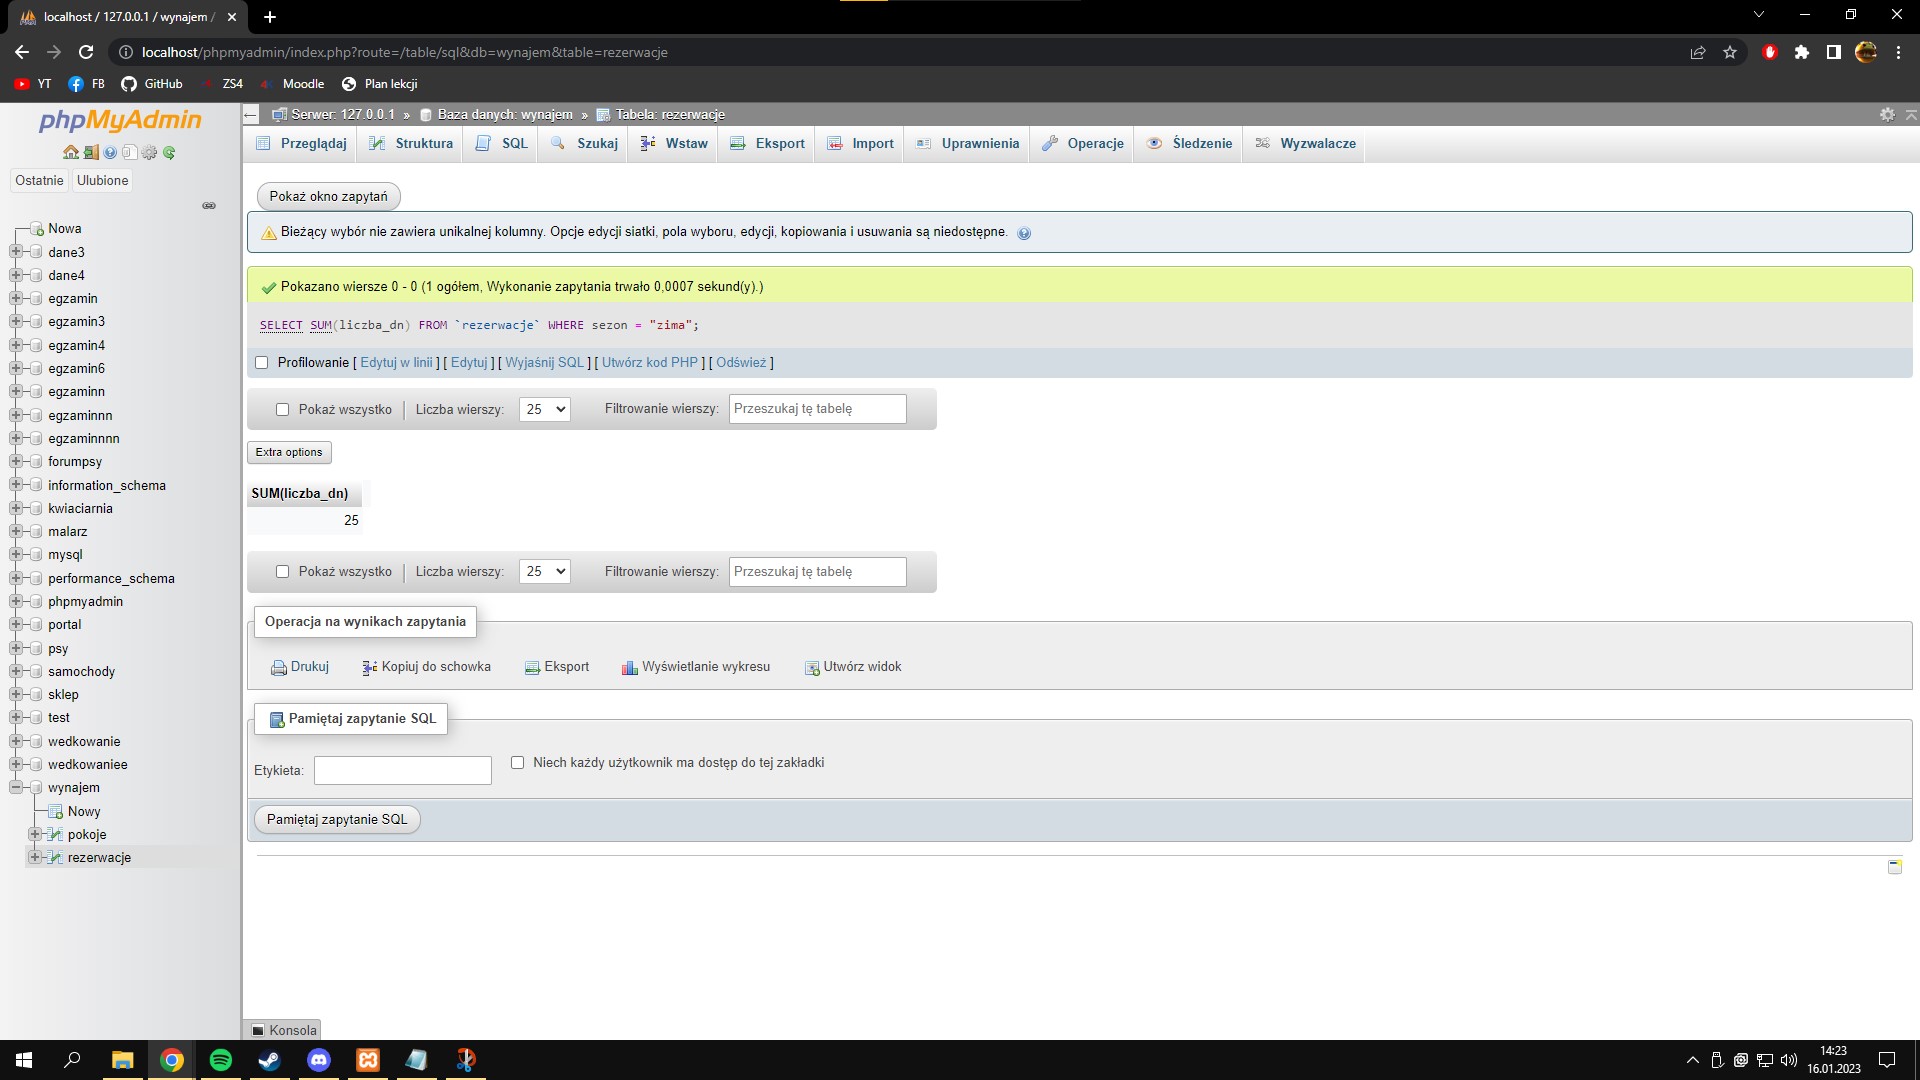 localhost / 127.0.0.1 / wynajem /
localhost/phpmyadmin/index.php?route=/table/sql&db=wynajem&table=rezerwacje
YT FB GitHub ZS4 Moodle Plan lekcji
phpMyAdmin
Ostatnie Ulubione
Nowa
dane3
dane4
egzamin
egzamin3
egzamin4
egzamin6
egzaminn
egzaminnn
egzaminnnn
forumpsy
information_schema
kwiaciarnia
malarz
mysql
performance_schema
phpmyadmin
portal
psy
samochody
sklep
test
wedkowanie
wedkowaniee
wynajem
Nowy
pokoje
rezerwacje
Serwer: 127.0.0.1 » Baza danych: wynajem » Tabela: rezerwacje
Przeglądaj Struktura SQL Szukaj Wstaw Eksport Import Uprawnienia Operacje Śledzenie Wyzwalacze
Pokaż okno zapytań
Bieżący wybór nie zawiera unikalnej kolumny. Opcje edycji siatki, pola wyboru, edycji, kopiowania i usuwania są niedostępne.
Pokazano wiersze 0 - 0 (1 ogółem, Wykonanie zapytania trwało 0,0007 sekund(y).)
SELECT SUM(liczba_dn) FROM `rezerwacje` WHERE sezon = "zima";
Profilowanie [ Edytuj w linii ] [ Edytuj ] [ Wyjaśnij SQL ] [ Utwórz kod PHP ] [ Odśwież ]
Pokaż wszystko Liczba wierszy: 25 Filtrowanie wierszy: Przeszukaj tę tabelę
Extra options
SUM(liczba_dn)
25
Pokaż wszystko Liczba wierszy: 25 Filtrowanie wierszy: Przeszukaj tę tabelę
Operacja na wynikach zapytania
Drukuj Kopiuj do schowka Eksport Wyświetlanie wykresu Utwórz widok
Pamiętaj zapytanie SQL
Etykieta: Niech każdy użytkownik ma dostęp do tej zakładki
Pamiętaj zapytanie SQL
Konsola
14:23
16.01.2023